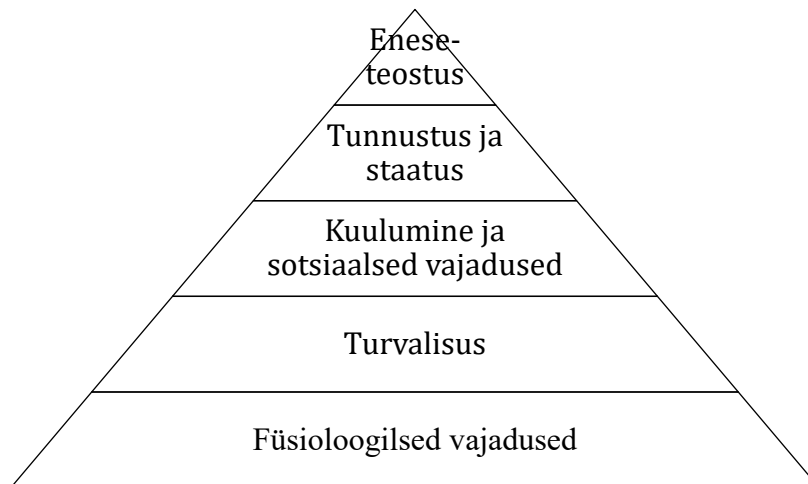 Enese-
teostus
Tunnustus ja
staatus
Kuulumine ja
sotsiaalsed vajadused
Turvalisus
Füsioloogilsed vajadused